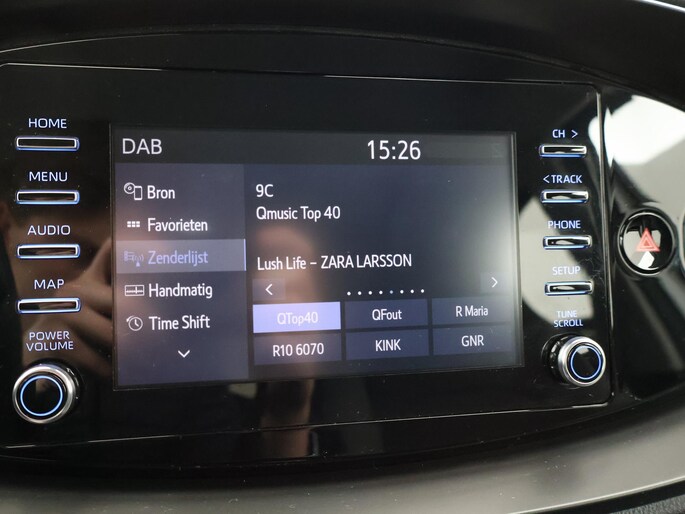 HOME
MENU
AUDIO
MAP
POWER
VOLUME
DAB
15:26
Bron
Favorieten
Zenderlijst
Handmatig
Time Shift
9C
Qmusic Top 40
Lush Life – ZARA LARSSON
< >
QTop40 QFout R Maria
R10 6070 KINK GNR
CH >
< TRACK
PHONE
SETUP
TUNE
SCROLL